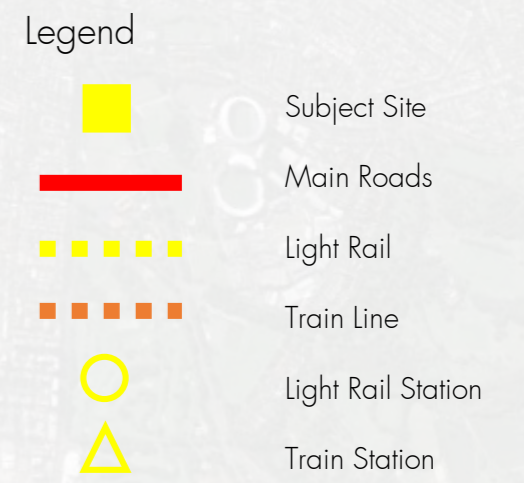 Legend
Subject Site
Main Roads
Light Rail
Train Line
Light Rail Station
Train Station